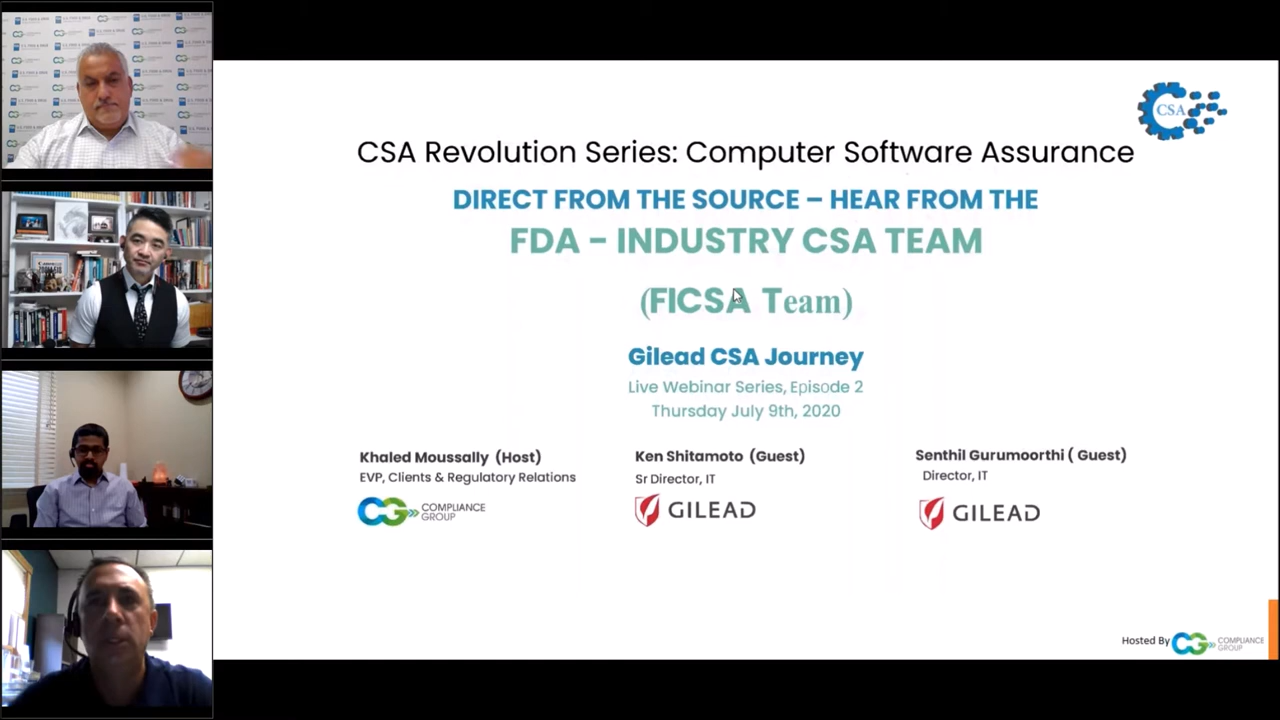 CSA
CSA Revolution Series: Computer Software Assurance
DIRECT FROM THE SOURCE – HEAR FROM THE
FDA - INDUSTRY CSA TEAM
(FICSA Team)
Gilead CSA Journey
Live Webinar Series, Episode 2
Thursday July 9th, 2020
Khaled Moussally (Host)
EVP, Clients & Regulatory Relations
CG COMPLIANCE
GROUP
Ken Shitamoto (Guest)
Sr Director, IT
GILEAD
Senthil Gurumoorthi ( Guest)
Director, IT
GILEAD
Hosted By CG COMPLIANCE
GROUP